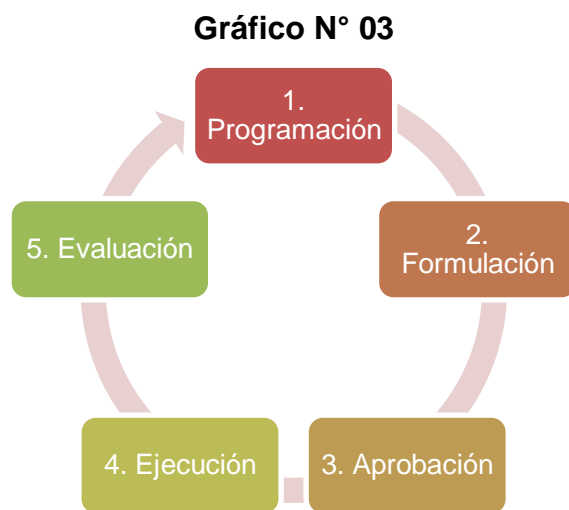 Gráfico N° 03
1.
Programación
2.
Formulación
3. Aprobación
4. Ejecución
5. Evaluación